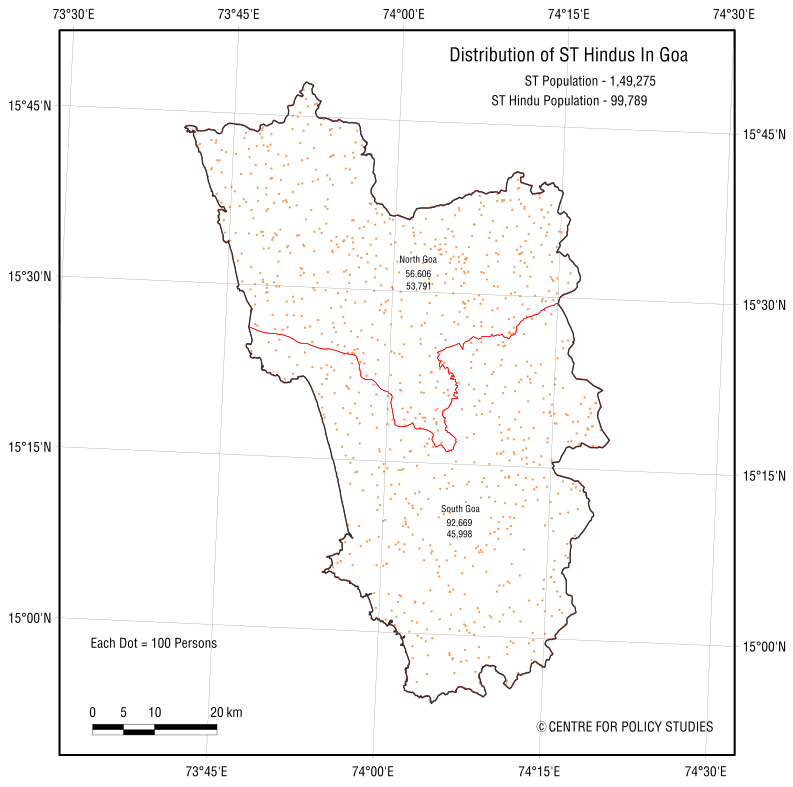 73°30'E 73°45'E 74°00'E 74°15'E 74°30'E
Distribution of ST Hindus In Goa
ST Population - 1,49,275
ST Hindu Population - 99,789
15°45'N
15°45'N
North Goa
56,606
53,791
15°30'N
15°30'N
15°15'N
15°15'N
South Goa
92,669
45,998
15°00'N
15°00'N
Each Dot = 100 Persons
0 5 10 20 km
© CENTRE FOR POLICY STUDIES
73°45'E 74°00'E 74°15'E 74°30'E